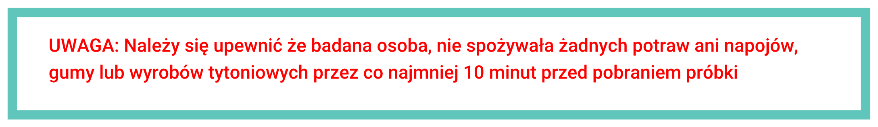 UWAGA: Należy się upewnić że badana osoba, nie spożywała żadnych potraw ani napojów,
gumy lub wyrobów tytoniowych przez co najmniej 10 minut przed pobraniem próbki